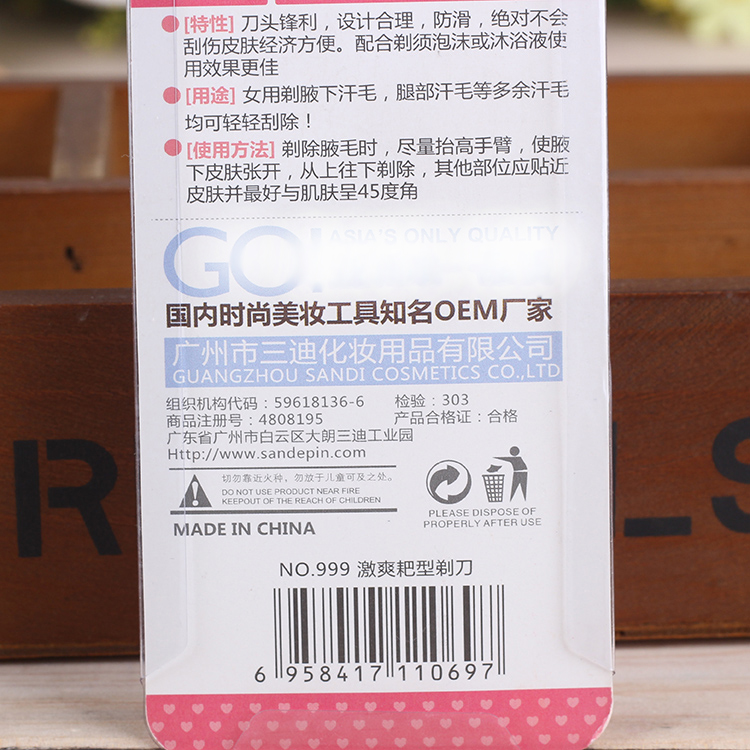 [特性] 刀头锋利，设计合理，防滑，绝对不会
刮伤皮肤经济方便。配合剃须泡沫或沐浴液使
用效果更佳
[用途] 女用剃腋下汗毛，腿部汗毛等多余汗毛
均可轻轻刮除！
[使用方法] 剃除腋毛时，尽量抬高手臂，使腋
下皮肤张开，从上往下剃除，其他部位应贴近
皮肤并最好与肌肤呈45度角
GO! ASIA'S ONLY QUALITY
国内时尚美妆工具知名OEM厂家
广州市三迪化妆用品有限公司
GUANGZHOU SANDI COSMETICS CO.,LTD
组织机构代码：59618136-6 检验：303
商品注册号：4808195 产品合格证：合格
广东省广州市白云区大朗三迪工业园
Http://www.sandepin.com
切勿靠近火种，勿放于儿童可及之处。
DO NOT USE PRODUCT NEAR FIRE
KEEPOUT OF THE REACH OF CHILDREN
PLEASE DISPOSE OF
PROPERLY AFTER USE
MADE IN CHINA
NO.999 激爽耙型剃刀
6 958417 110697